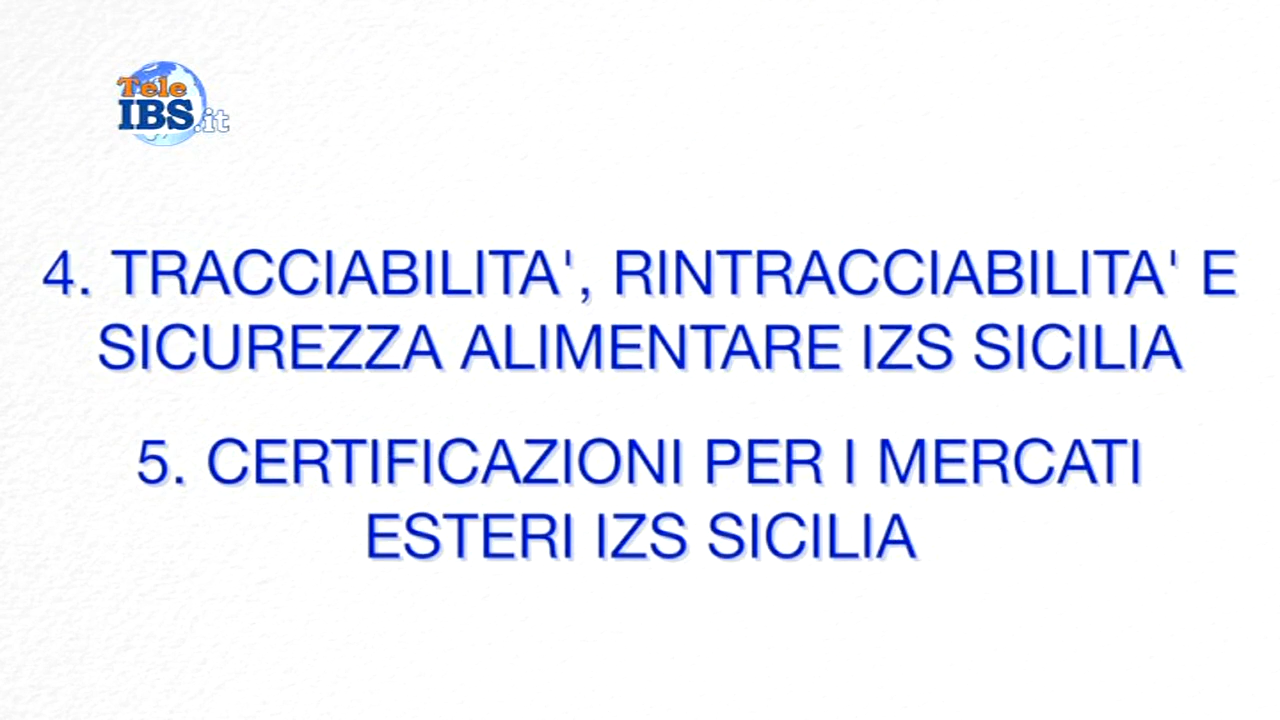 Tele
IBS.it
4. TRACCIABILITA', RINTRACCIABILITA' E
SICUREZZA ALIMENTARE IZS SICILIA
5. CERTIFICAZIONI PER I MERCATI
ESTERI IZS SICILIA